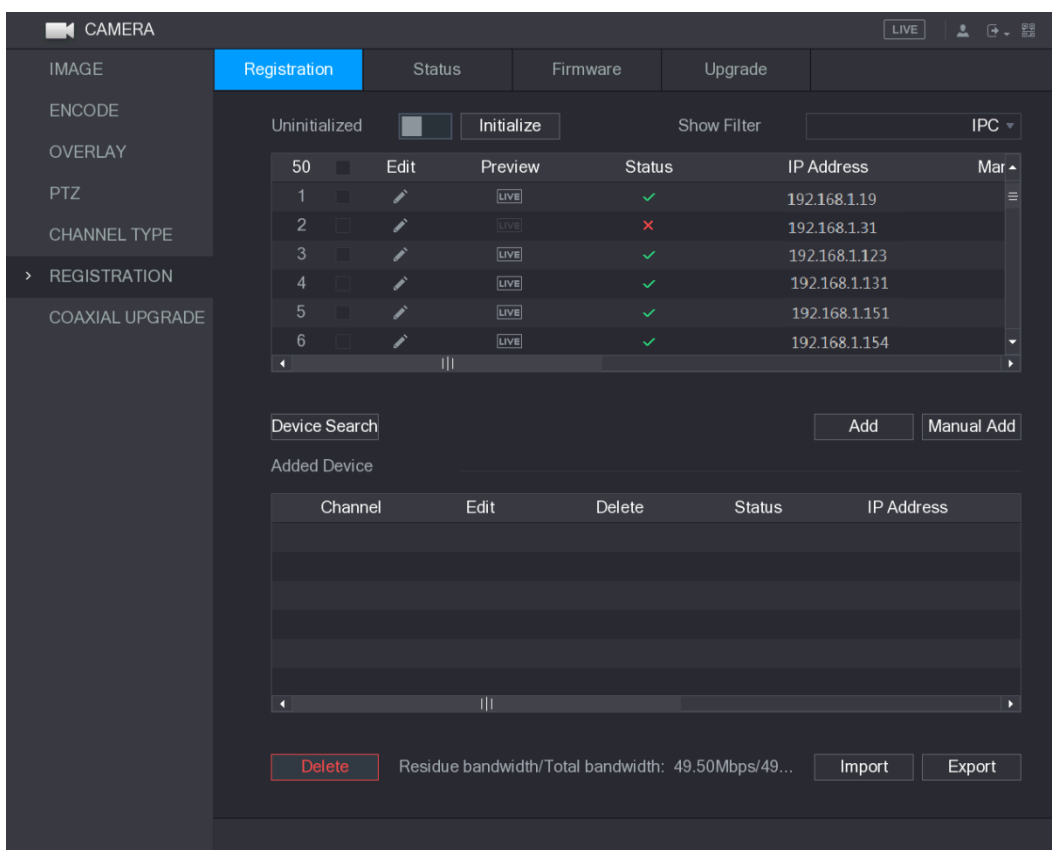 CAMERA LIVE
IMAGE Registration Status Firmware Upgrade
ENCODE
Uninitialized Initialize Show Filter IPC
OVERLAY
50 Edit Preview Status IP Address Mar
PTZ
1 LIVE 192.168.1.19
CHANNEL TYPE
2 LIVE 192.168.1.31
3 LIVE 192.168.1.123
REGISTRATION
4 LIVE 192.168.1.131
COAXIAL UPGRADE
5 LIVE 192.168.1.151
6 LIVE 192.168.1.154
Device Search Add Manual Add
Added Device
Channel Edit Delete Status IP Address
Delete Residue bandwidth/Total bandwidth: 49.50Mbps/49... Import Export